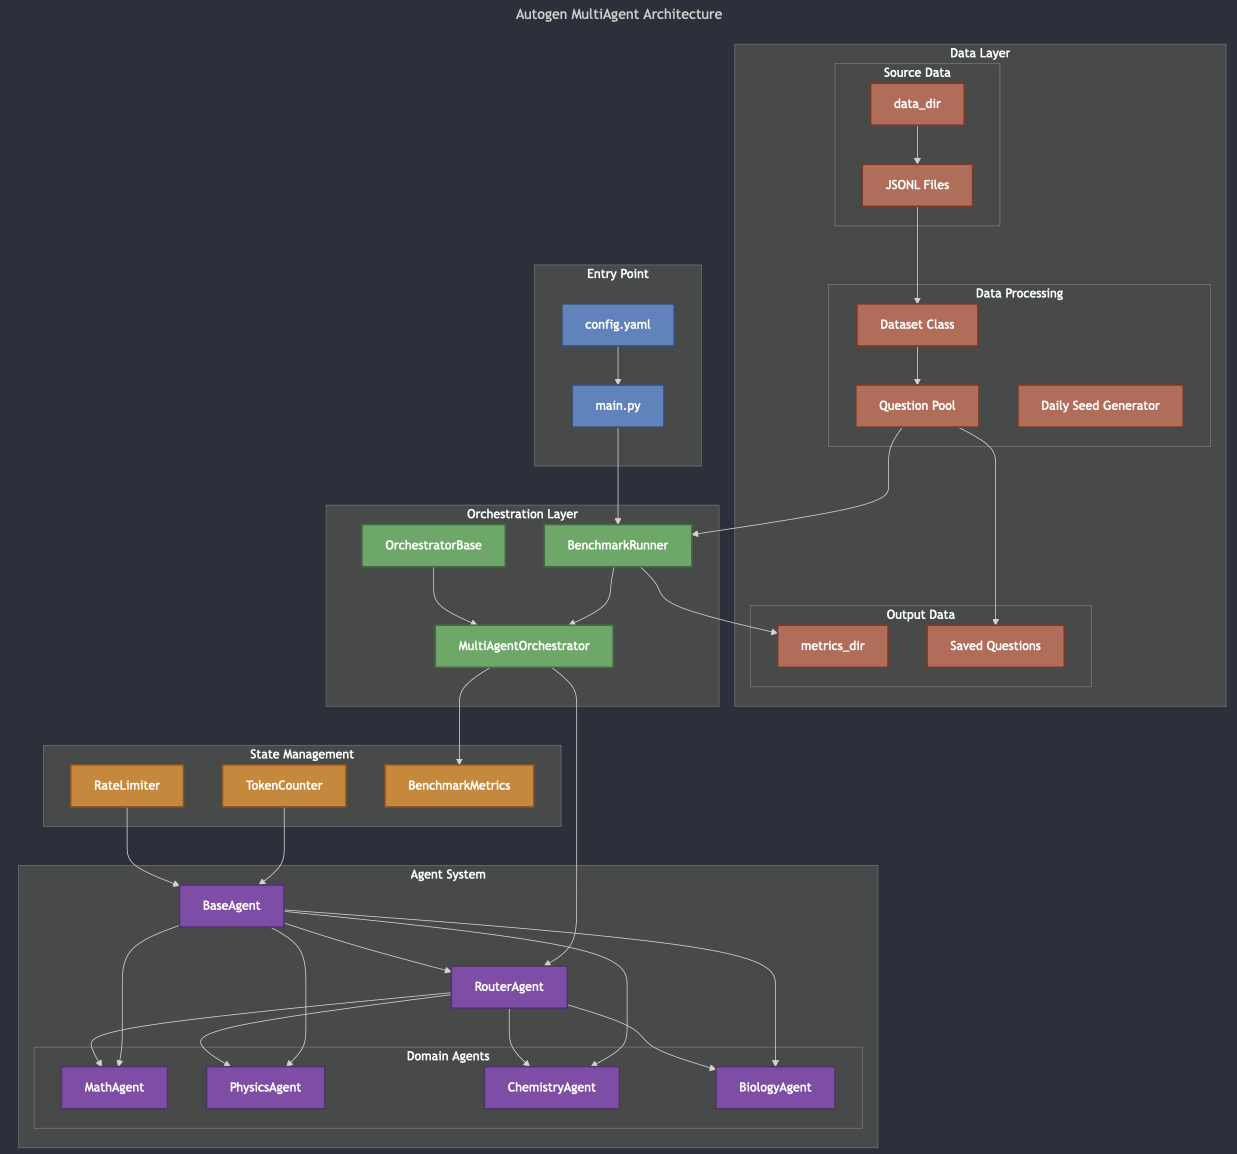 Autogen MultiAgent Architecture
Data Layer
Source Data
data_dir
JSONL Files
Entry Point
config.yaml
main.py
Data Processing
Dataset Class
Question Pool
Daily Seed Generator
Orchestration Layer
OrchestratorBase
BenchmarkRunner
MultiAgentOrchestrator
Output Data
metrics_dir
Saved Questions
State Management
RateLimiter
TokenCounter
BenchmarkMetrics
Agent System
BaseAgent
RouterAgent
Domain Agents
MathAgent
PhysicsAgent
ChemistryAgent
BiologyAgent